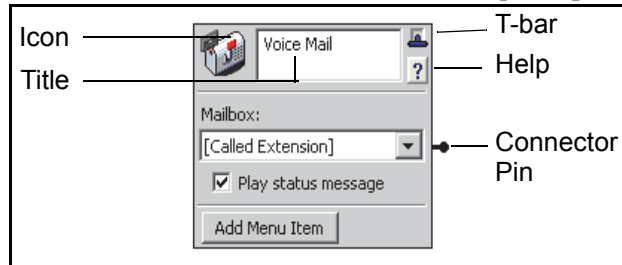 Icon
Title
Voice Mail
?
T-bar
Help
Mailbox:
[Called Extension]
Play status message
Add Menu Item
Connector
Pin